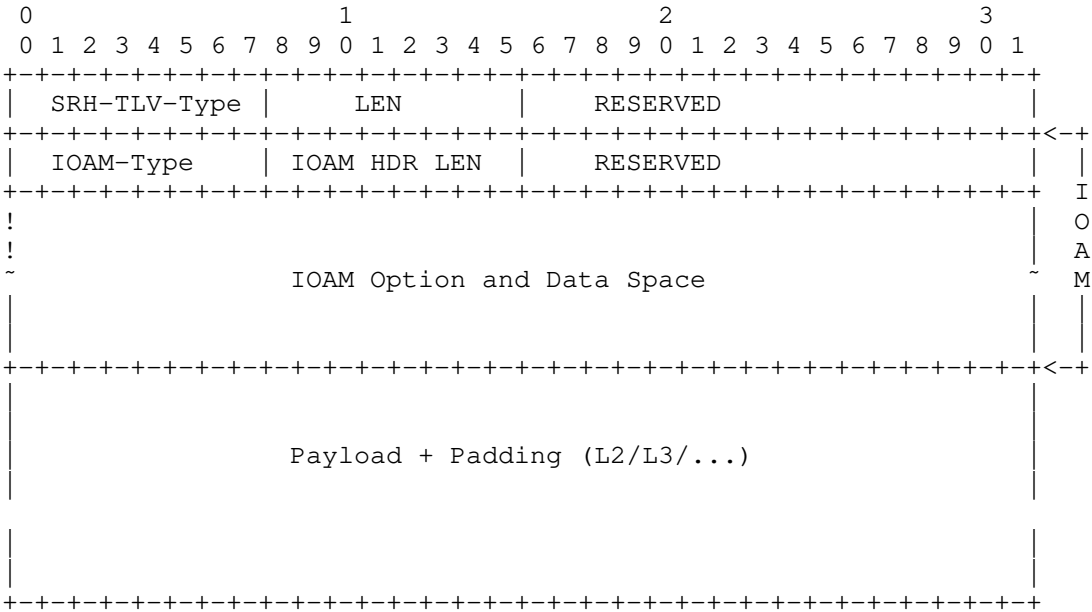 0                   1                   2                   3
 0 1 2 3 4 5 6 7 8 9 0 1 2 3 4 5 6 7 8 9 0 1 2 3 4 5 6 7 8 9 0 1
+-+-+-+-+-+-+-+-+-+-+-+-+-+-+-+-+-+-+-+-+-+-+-+-+-+-+-+-+-+-+-+-+
|  SRH-TLV-Type |     LEN       |    RESERVED                   |
+-+-+-+-+-+-+-+-+-+-+-+-+-+-+-+-+-+-+-+-+-+-+-+-+-+-+-+-+-+-+-+-+<-+
|  IOAM-Type    | IOAM HDR LEN  |    RESERVED                   |  |
+-+-+-+-+-+-+-+-+-+-+-+-+-+-+-+-+-+-+-+-+-+-+-+-+-+-+-+-+-+-+-+-+  I
!                                                               |  O
!                                                               |  A
~                 IOAM Option and Data Space                    ~  M
|                                                               |  |
|                                                               |  |
+-+-+-+-+-+-+-+-+-+-+-+-+-+-+-+-+-+-+-+-+-+-+-+-+-+-+-+-+-+-+-+-+<-+
|                                                               |
|                                                               |
|                 Payload + Padding (L2/L3/...)                 |
|                                                               |
|                                                               |
|                                                               |
+-+-+-+-+-+-+-+-+-+-+-+-+-+-+-+-+-+-+-+-+-+-+-+-+-+-+-+-+-+-+-+-+